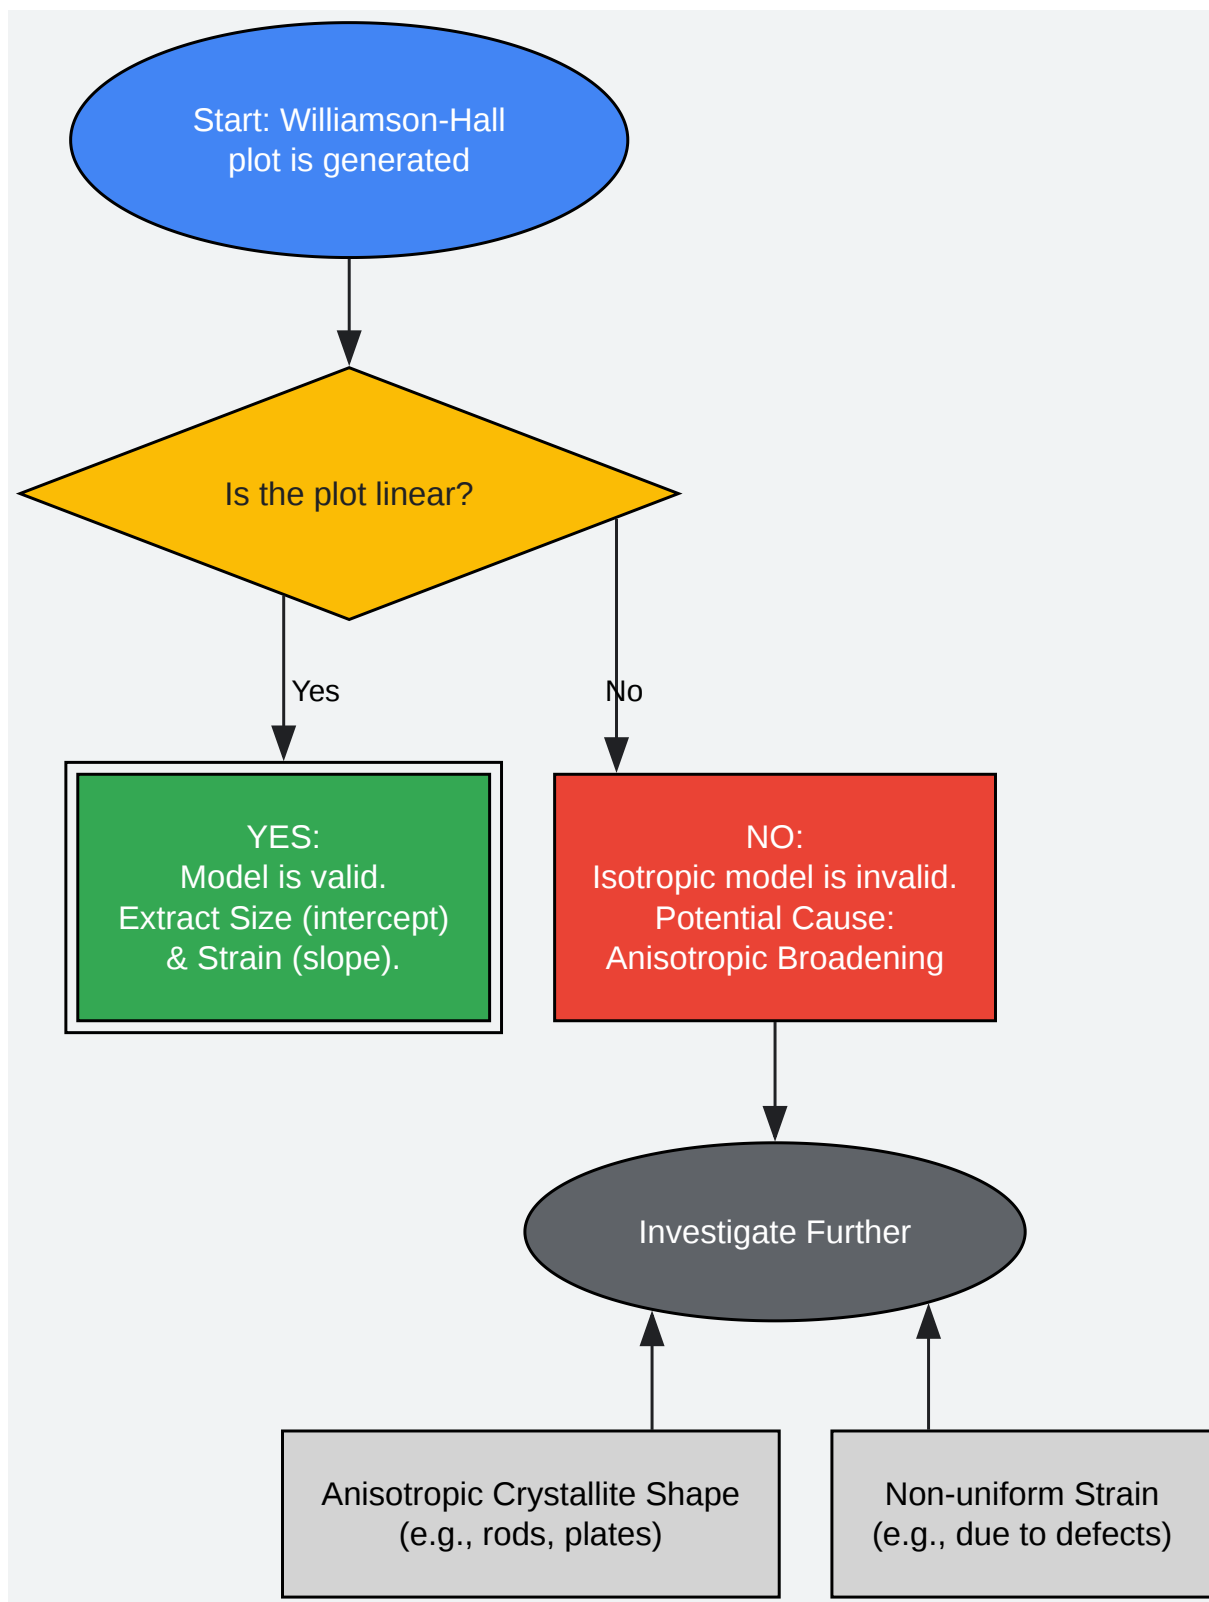 Start: Williamson-Hall
plot is generated
Is the plot linear?
Yes
No
YES:
Model is valid.
Extract Size (intercept)
& Strain (slope).
NO:
Isotropic model is invalid.
Potential Cause:
Anisotropic Broadening
Investigate Further
Anisotropic Crystallite Shape
(e.g., rods, plates)
Non-uniform Strain
(e.g., due to defects)